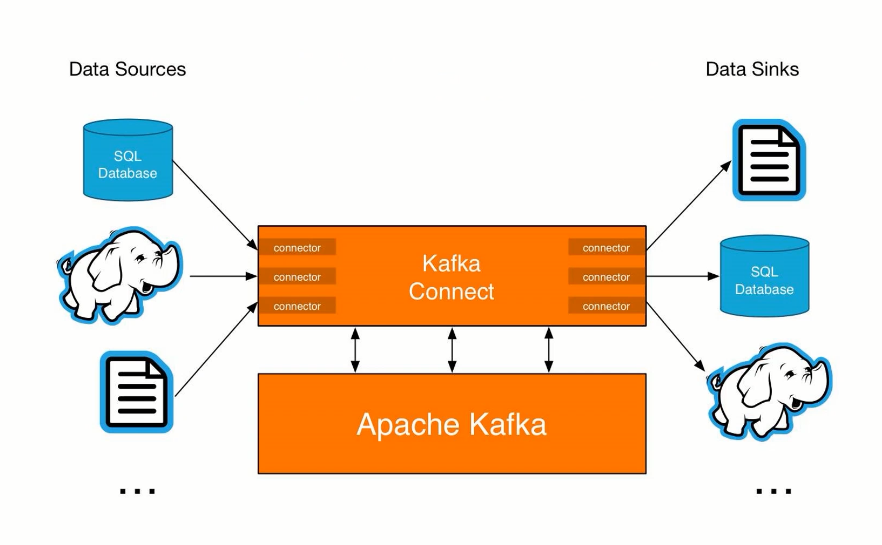 Data Sources
Data Sinks
SQL
Database
connector
connector
connector
Kafka
Connect
connector
connector
connector
SQL
Database
Apache Kafka
...
...